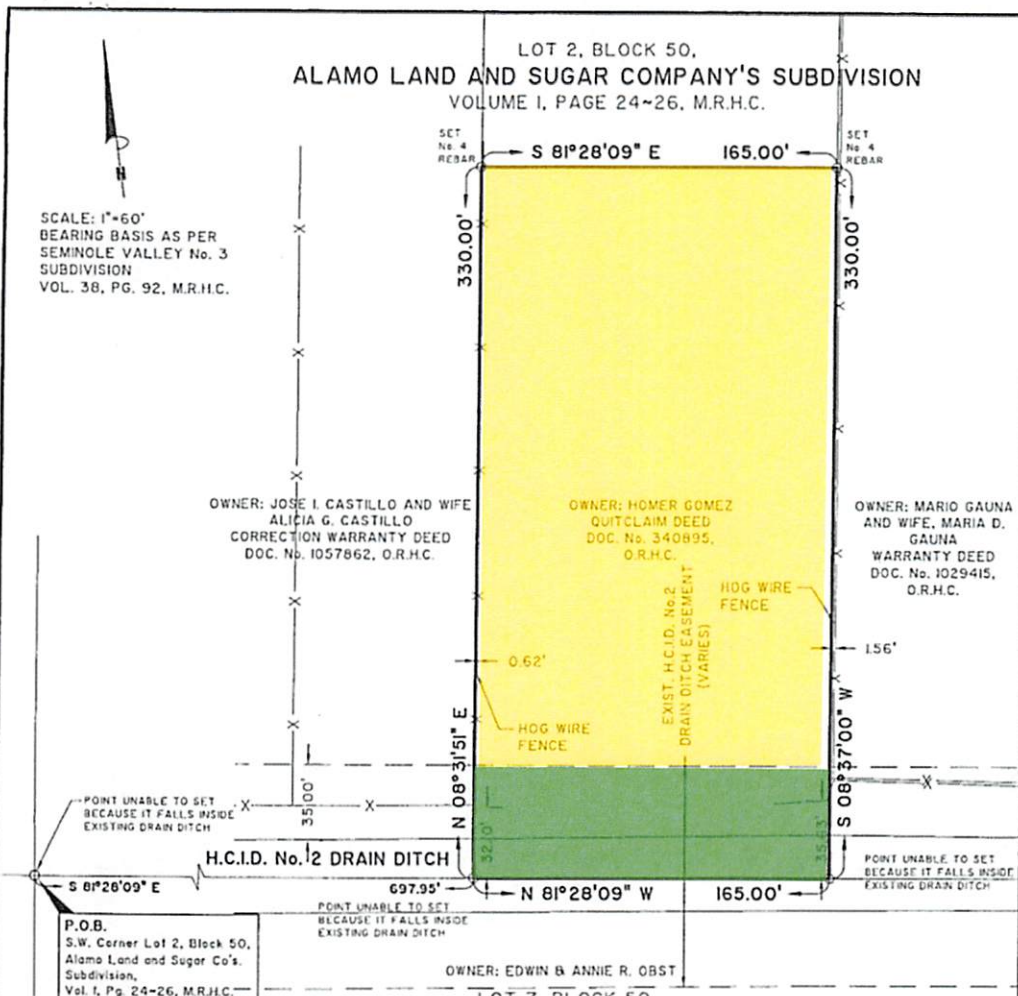 LOT 2, BLOCK 50,
ALAMO LAND AND SUGAR COMPANY'S SUBDIVISION
VOLUME 1, PAGE 24~26, M.R.H.C.
SET
No. 4
REBAR
S 81°28'09" E
165.00'
SET
No. 4
REBAR
N
SCALE: 1"=60'
BEARING BASIS AS PER
SEMINOLE VALLEY No. 3
SUBDIVISION
VOL. 38, PG. 92, M.R.H.C.
330.00'
330.00'
OWNER: JOSE I. CASTILLO AND WIFE
ALICIA G. CASTILLO
CORRECTION WARRANTY DEED
DOC. No. 1057862, O.R.H.C.
OWNER: HOMER GOMEZ
QUITCLAIM DEED
DOC. No. 340895,
O.R.H.C.
OWNER: MARIO GAUNA
AND WIFE, MARIA D.
GAUNA
WARRANTY DEED
DOC. No. 1029415,
O.R.H.C.
EXIST. H.C.I.D. No.2
DRAIN DITCH EASEMENT
(VARIES)
HOG WIRE
FENCE
0.62'
1.56'
HOG WIRE
FENCE
N 08°31'51" E
S 08°37'00" W
POINT UNABLE TO SET
BECAUSE IT FALLS INSIDE
EXISTING DRAIN DITCH
35.00'
32.10'
35.63'
H.C.I.D. No. 2 DRAIN DITCH
POINT UNABLE TO SET
BECAUSE IT FALLS INSIDE
EXISTING DRAIN DITCH
S 81°28'09" E
697.95'
N 81°28'09" W
165.00'
POINT UNABLE TO SET
BECAUSE IT FALLS INSIDE
EXISTING DRAIN DITCH
P.O.B.
S.W. Corner Lot 2, Block 50,
Alamo Land and Sugar Co's.
Subdivision,
Vol. 1, Pg. 24-26, M.R.H.C.
OWNER: EDWIN & ANNIE R. OBST